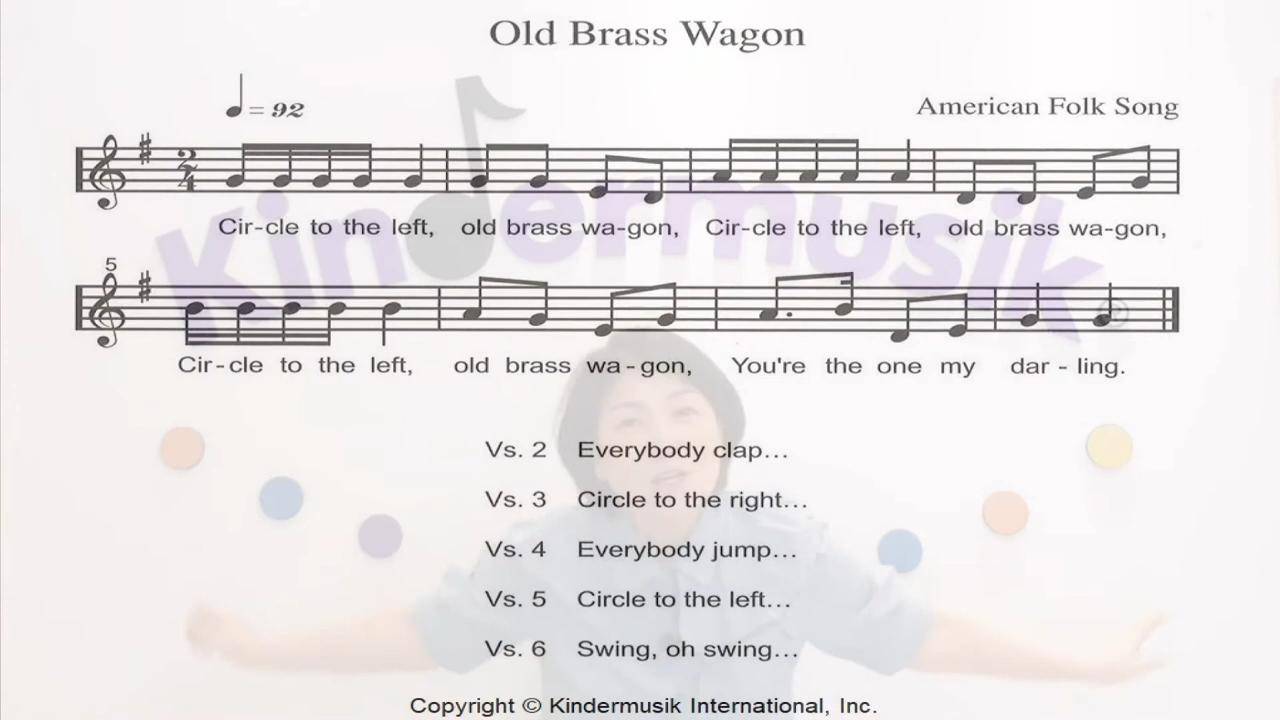 Old Brass Wagon
= 92
American Folk Song
2
4
Cir-cle to the left, old brass wa-gon, Cir-cle to the left, old brass wa-gon,
Kindermusik ®
5
Cir-cle to the left, old brass wa-gon, You're the one my dar-ling.
Vs. 2 Everybody clap...
Vs. 3 Circle to the right...
Vs. 4 Everybody jump...
Vs. 5 Circle to the left...
Vs. 6 Swing, oh swing...
Copyright © Kindermusik International, Inc.